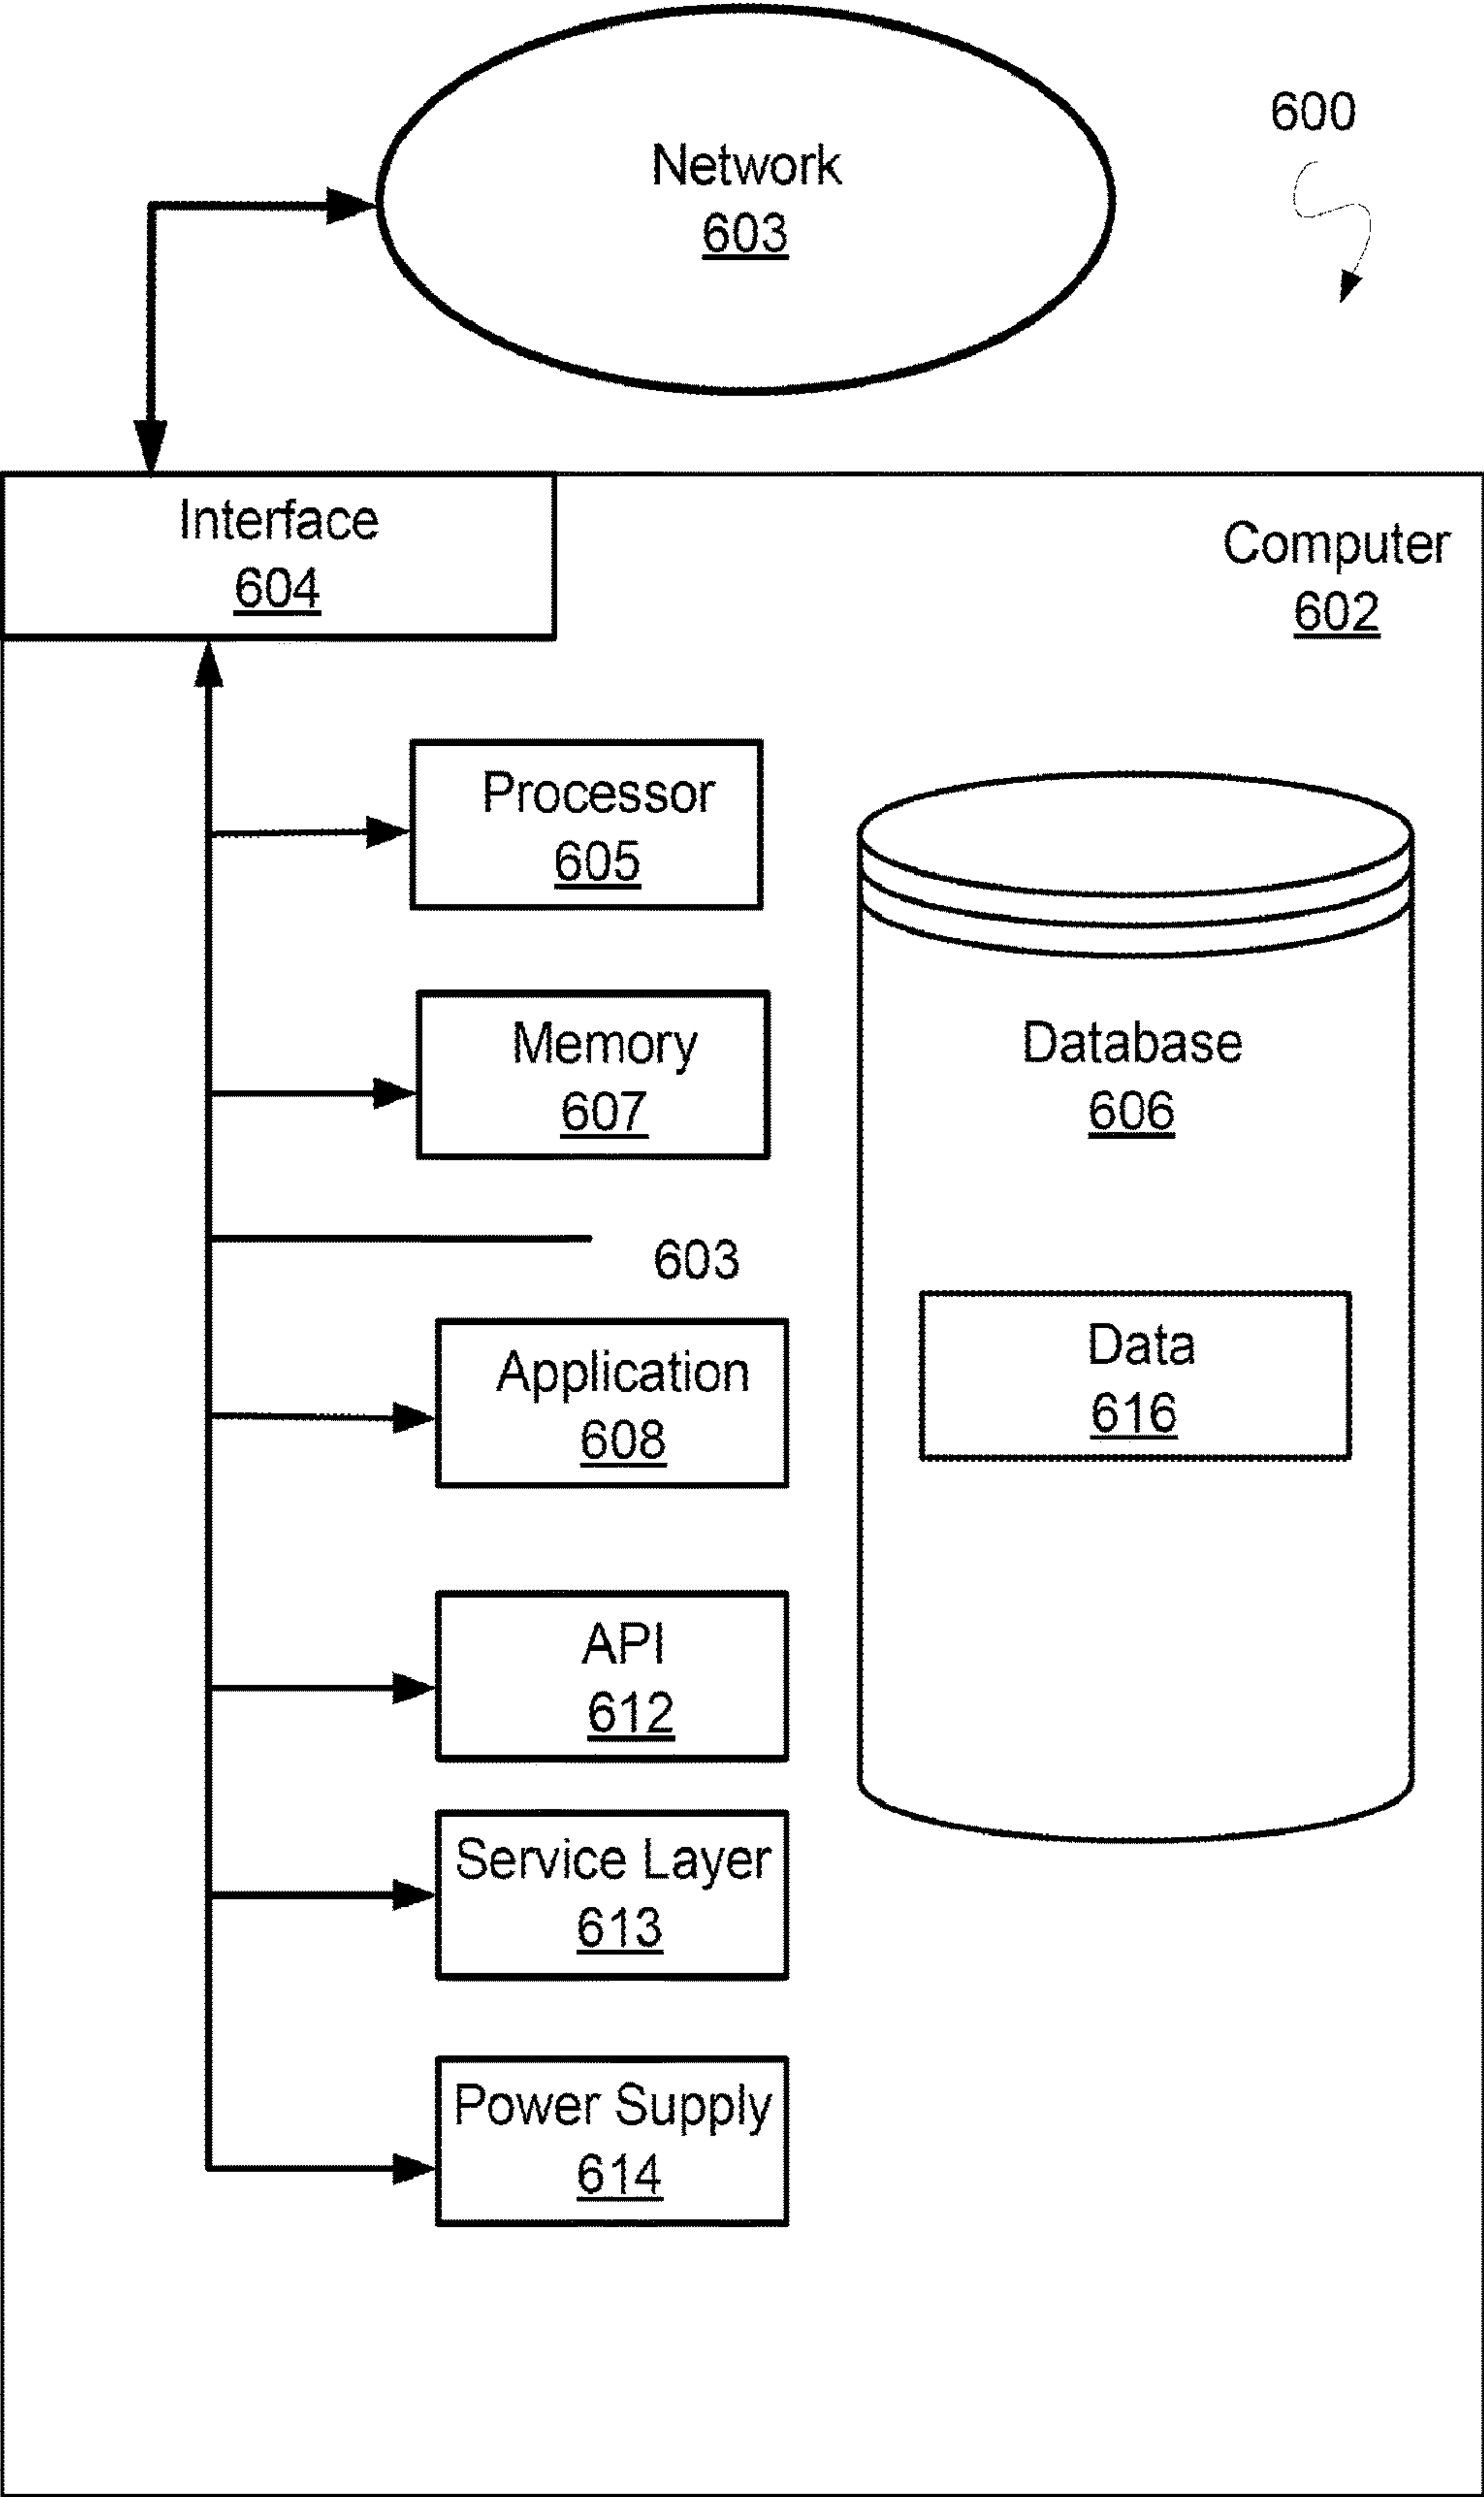 Network
603
600
Interface
604
Computer
602
Processor
605
Memory
607
Database
606
603
Data
616
Application
608
API
612
Service Layer
613
Power Supply
614